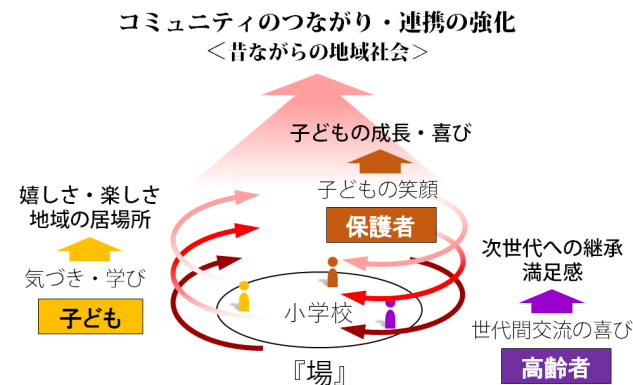 コミュニティのつながり・連携の強化
＜昔ながらの地域社会＞
子どもの成長・喜び
子どもの笑顔
保護者
嬉しさ・楽しさ
地域の居場所
気づき・学び
子ども
次世代への継承
満足感
世代間交流の喜び
高齢者
小学校
『場』